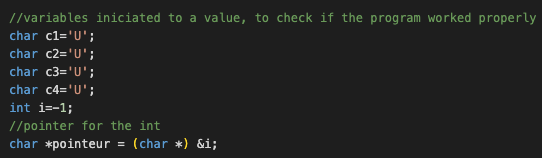 //variables iniciated to a value, to check if the program worked properly
char c1='U';
char c2='U';
char c3='U';
char c4='U';
int i=-1;
//pointer for the int
char *pointeur = (char *) &i;